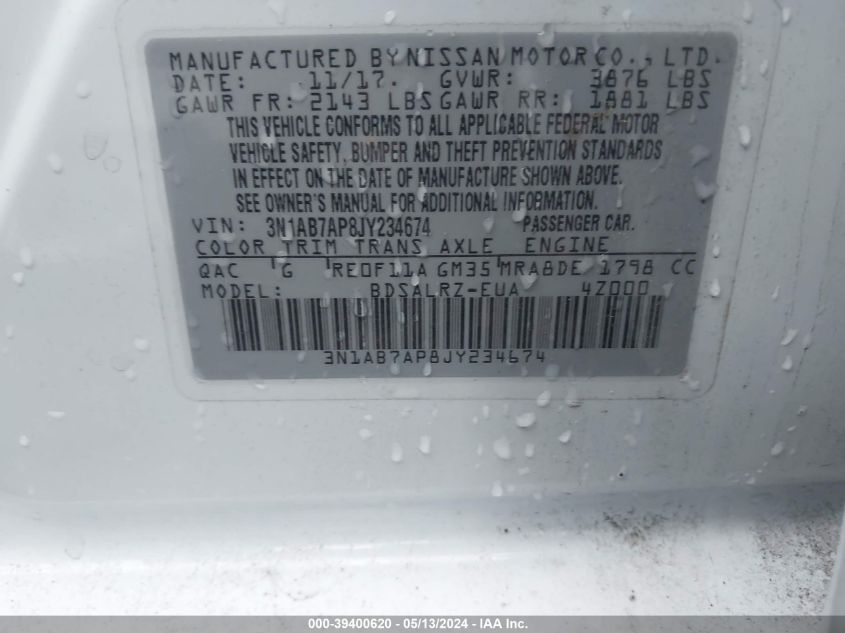 MANUFACTURED BY NISSAN MOTOR CO., LTD.
DATE: 11/17. GVWR: 3876 LBS
GAWR FR: 2143 LBS GAWR RR: 1881 LBS
THIS VEHICLE CONFORMS TO ALL APPLICABLE FEDERAL MOTOR
VEHICLE SAFETY, BUMPER AND THEFT PREVENTION STANDARDS
IN EFFECT ON THE DATE OF MANUFACTURE SHOWN ABOVE.
SEE OWNER'S MANUAL FOR ADDITIONAL INFORMATION.
VIN: 3N1AB7AP8JY234674 PASSENGER CAR.
COLOR TRIM TRANS AXLE ENGINE
QAC G RE0F11A GM35 MRA8DE 1798 CC
MODEL: BDSALRZ-EUA 4Z000
3N1AB7AP8JY234674
000-39400620 - 05/13/2024 - IAA Inc.